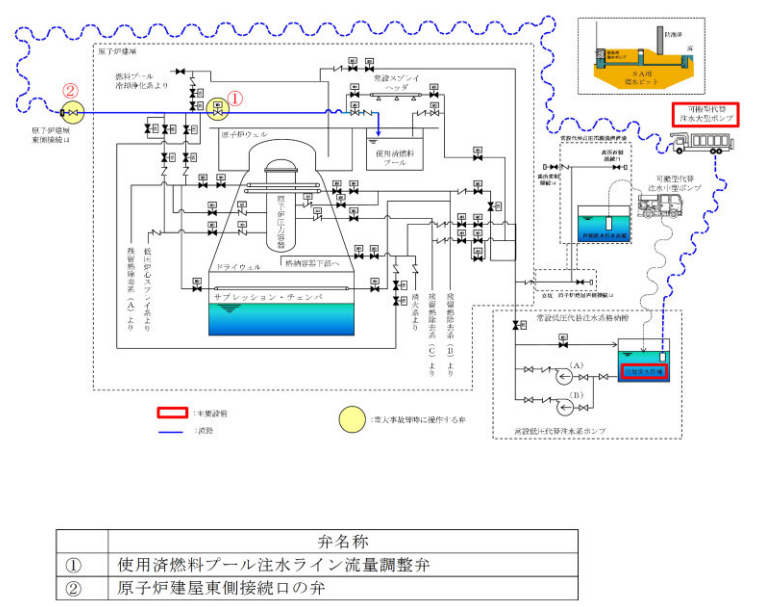 原子炉建屋
燃料プール
冷却浄化系より
常設スプレイ
ヘッダ
②
①
原子炉建屋
東側接続口
原子炉ウェル
使用済燃料
プール
原子炉圧力容器
ドライウェル
格納容器下部へ
サプレッション・チェンバ
残留熱除去系(A)より
低圧炉心スプレイ系より
消火系より
残留熱除去系(C)より
残留熱除去系(B)より
防潮堤
海
SA用
海水ピット
可搬型代替
注水大型ポンプ
可搬型代替
注水中型ポンプ
常設低圧代替注水系格納槽
(A)
(B)
常設低圧代替注水系ポンプ
:主要設備
:流路
:重大事故等時に操作する弁
弁名称
① 使用済燃料プール注水ライン流量調整弁
② 原子炉建屋東側接続口の弁